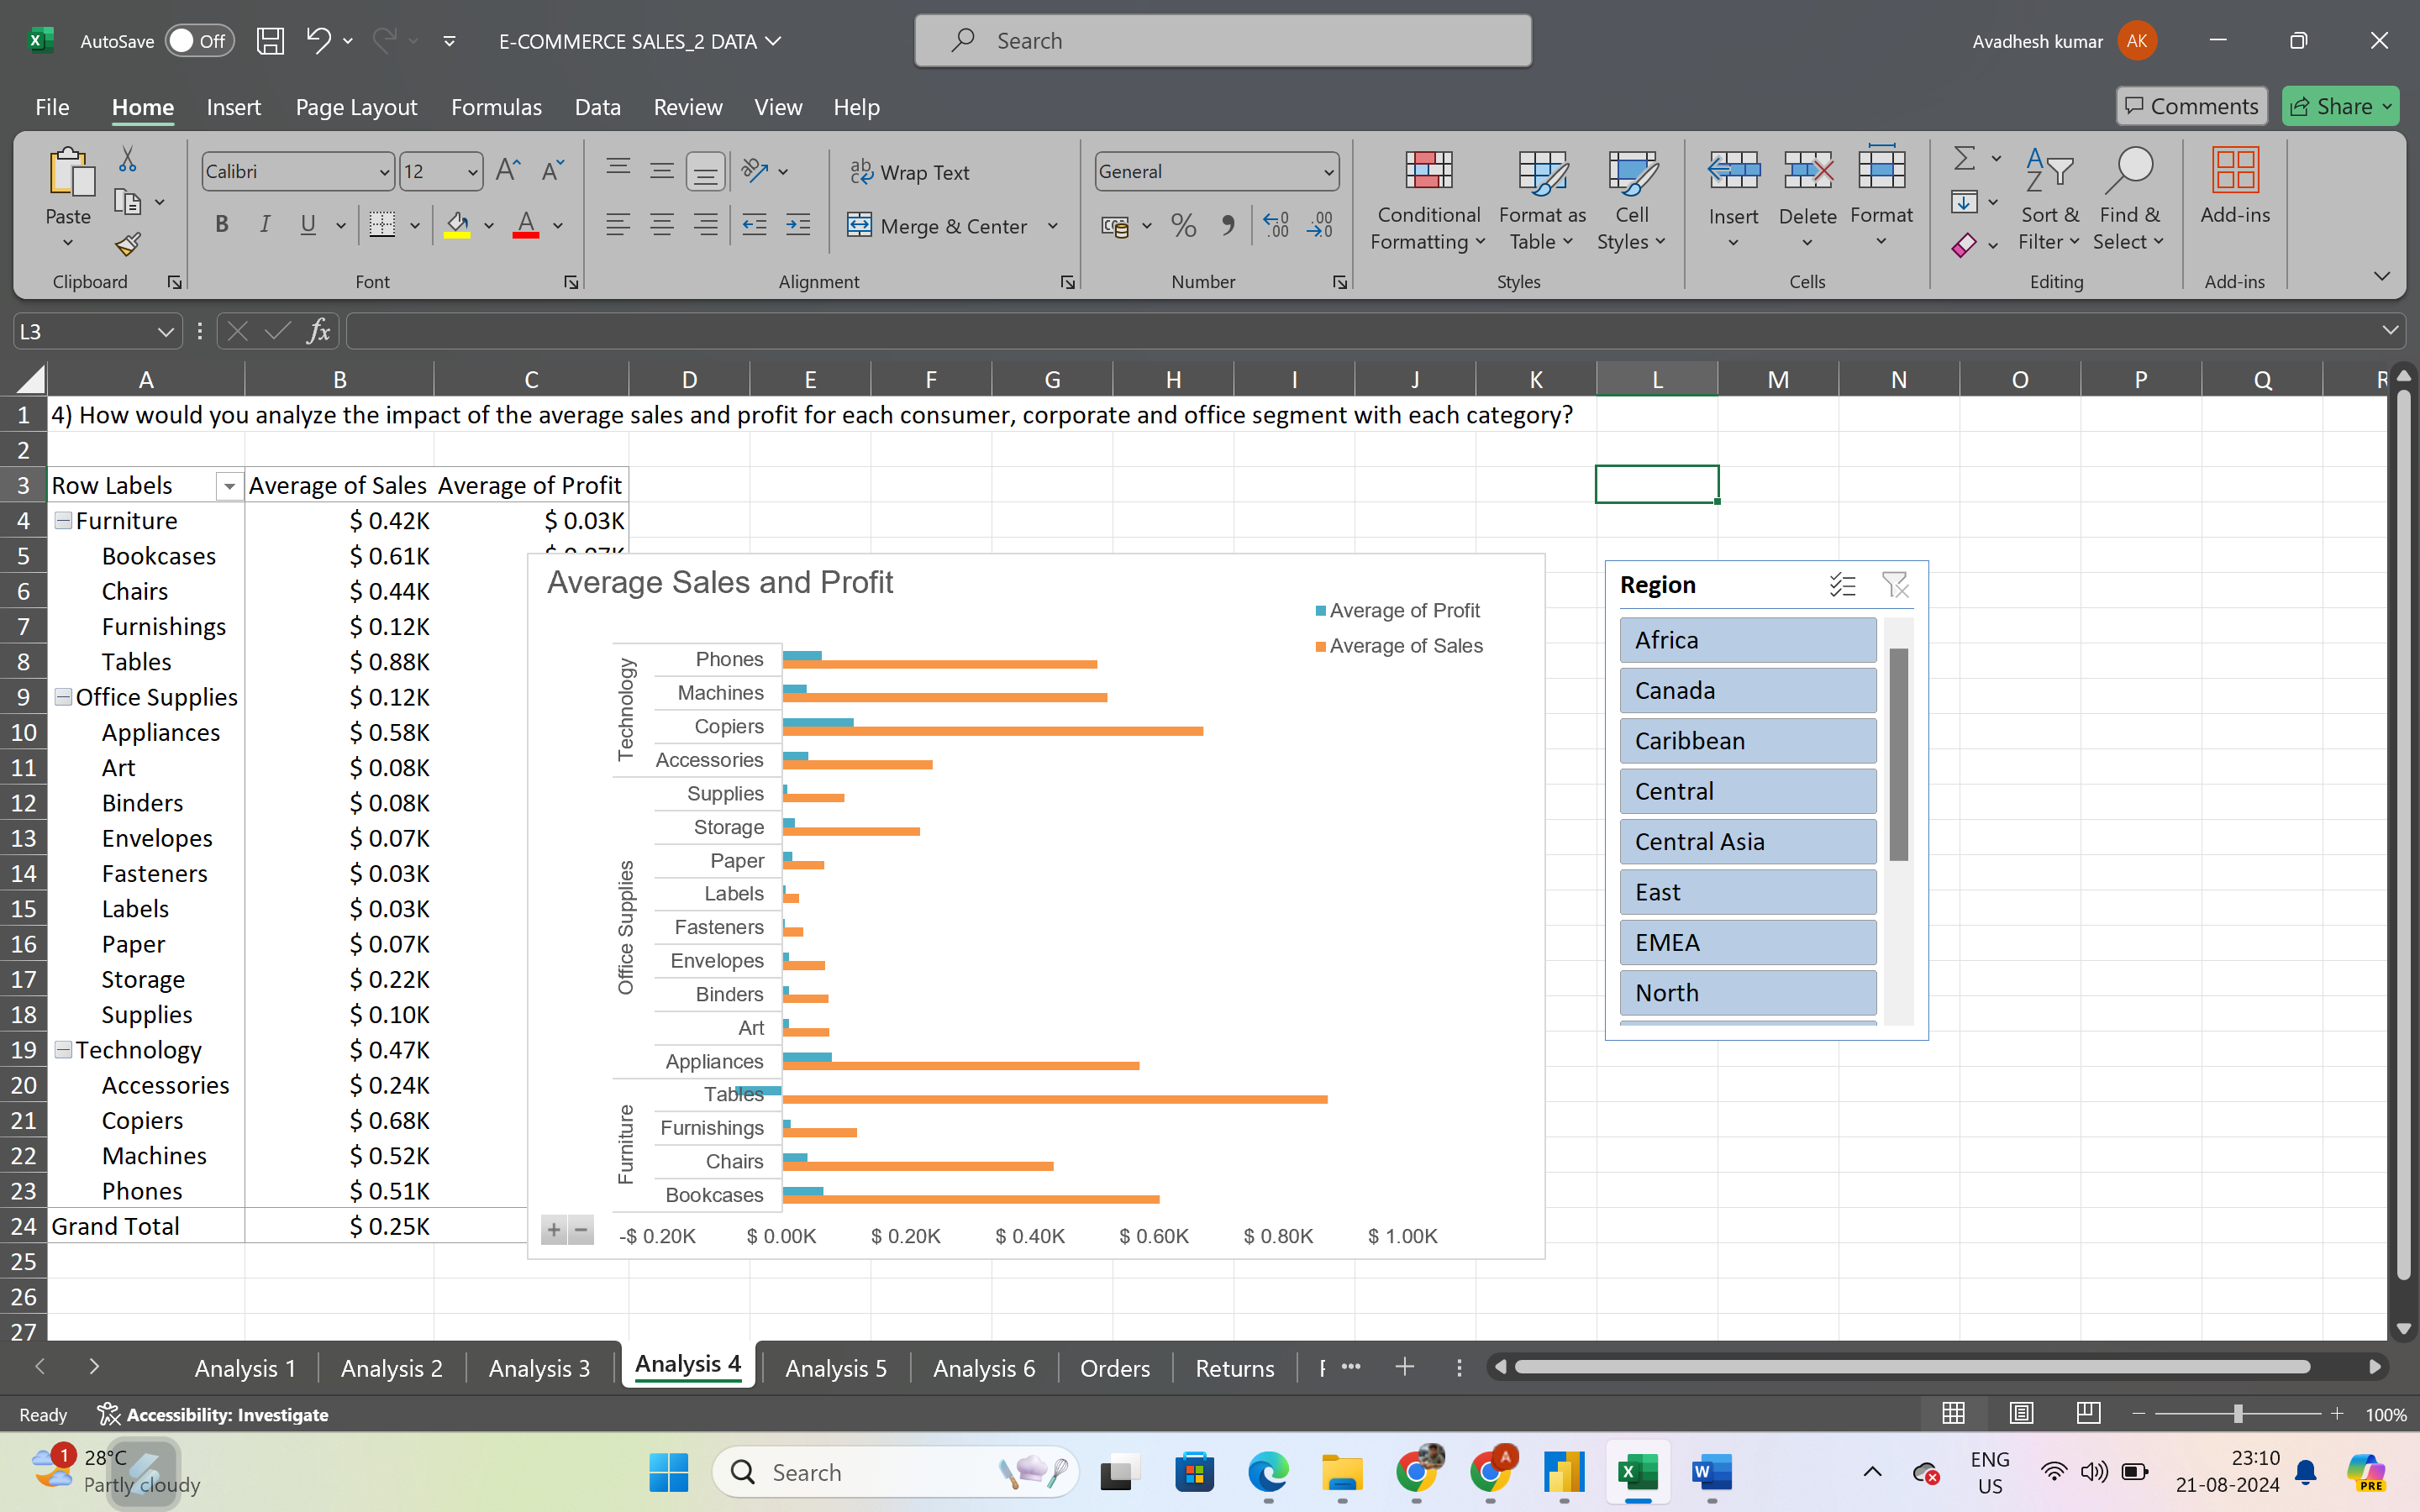 AutoSave Off E-COMMERCE SALES_2 DATA Search Avadhesh kumar AK
File Home Insert Page Layout Formulas Data Review View Help Comments Share
Calibri 12 Wrap Text General
Paste B I U Merge & Center % Conditional Formatting Format as Table Cell Styles Insert Delete Format Sort & Filter Find & Select Add-ins
Clipboard Font Alignment Number Styles Cells Editing Add-ins
L3 fx
A B C D E F G H I J K L M N O P Q R
1 4) How would you analyze the impact of the average sales and profit for each consumer, corporate and office segment with each category?
2
3 Row Labels Average of Sales Average of Profit
4 Furniture $ 0.42K $ 0.03K
5 Bookcases $ 0.61K
6 Chairs $ 0.44K
7 Furnishings $ 0.12K
8 Tables $ 0.88K
9 Office Supplies $ 0.12K
10 Appliances $ 0.58K
11 Art $ 0.08K
12 Binders $ 0.08K
13 Envelopes $ 0.07K
14 Fasteners $ 0.03K
15 Labels $ 0.03K
16 Paper $ 0.07K
17 Storage $ 0.22K
18 Supplies $ 0.10K
19 Technology $ 0.47K
20 Accessories $ 0.24K
21 Copiers $ 0.68K
22 Machines $ 0.52K
23 Phones $ 0.51K
24 Grand Total $ 0.25K
25
26
27
Average Sales and Profit
Average of Profit
Average of Sales
Technology
Phones
Machines
Copiers
Accessories
Office Supplies
Supplies
Storage
Paper
Labels
Fasteners
Envelopes
Binders
Art
Appliances
Furniture
Tables
Furnishings
Chairs
Bookcases
-$ 0.20K $ 0.00K $ 0.20K $ 0.40K $ 0.60K $ 0.80K $ 1.00K
Region
Africa
Canada
Caribbean
Central
Central Asia
East
EMEA
North
Analysis 1 Analysis 2 Analysis 3 Analysis 4 Analysis 5 Analysis 6 Orders Returns
Ready Accessibility: Investigate 100%
1 28°C Search ENG 23:10
Partly cloudy US 21-08-2024 PRE